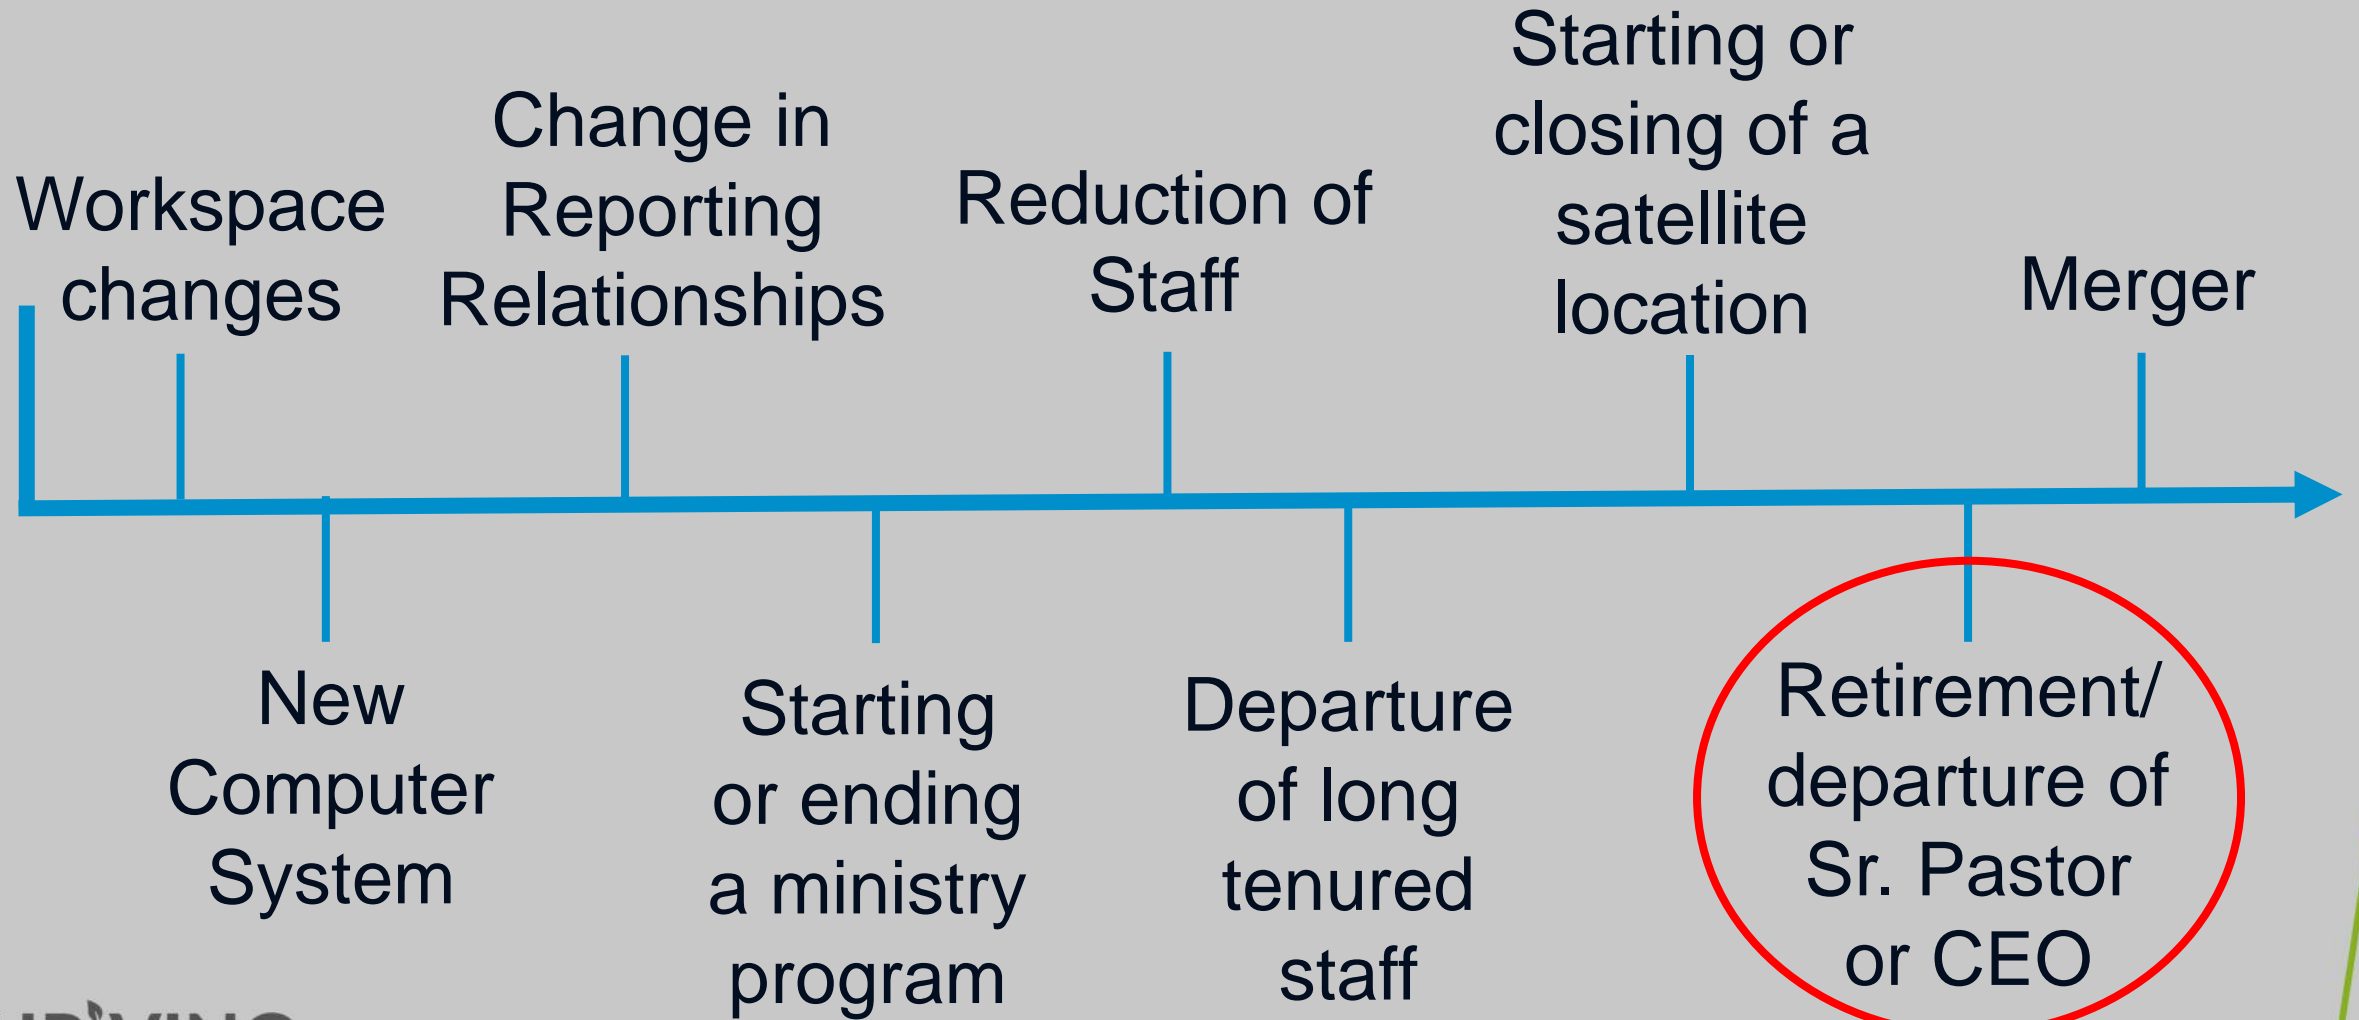 Workspace
changes
Change in
Reporting
Relationships
Reduction of
Staff
Starting or
closing of a
satellite
location
Merger
New
Computer
System
Starting
or ending
a ministry
program
Departure
of long
tenured
staff
Retirement/
departure of
Sr. Pastor
or CEO